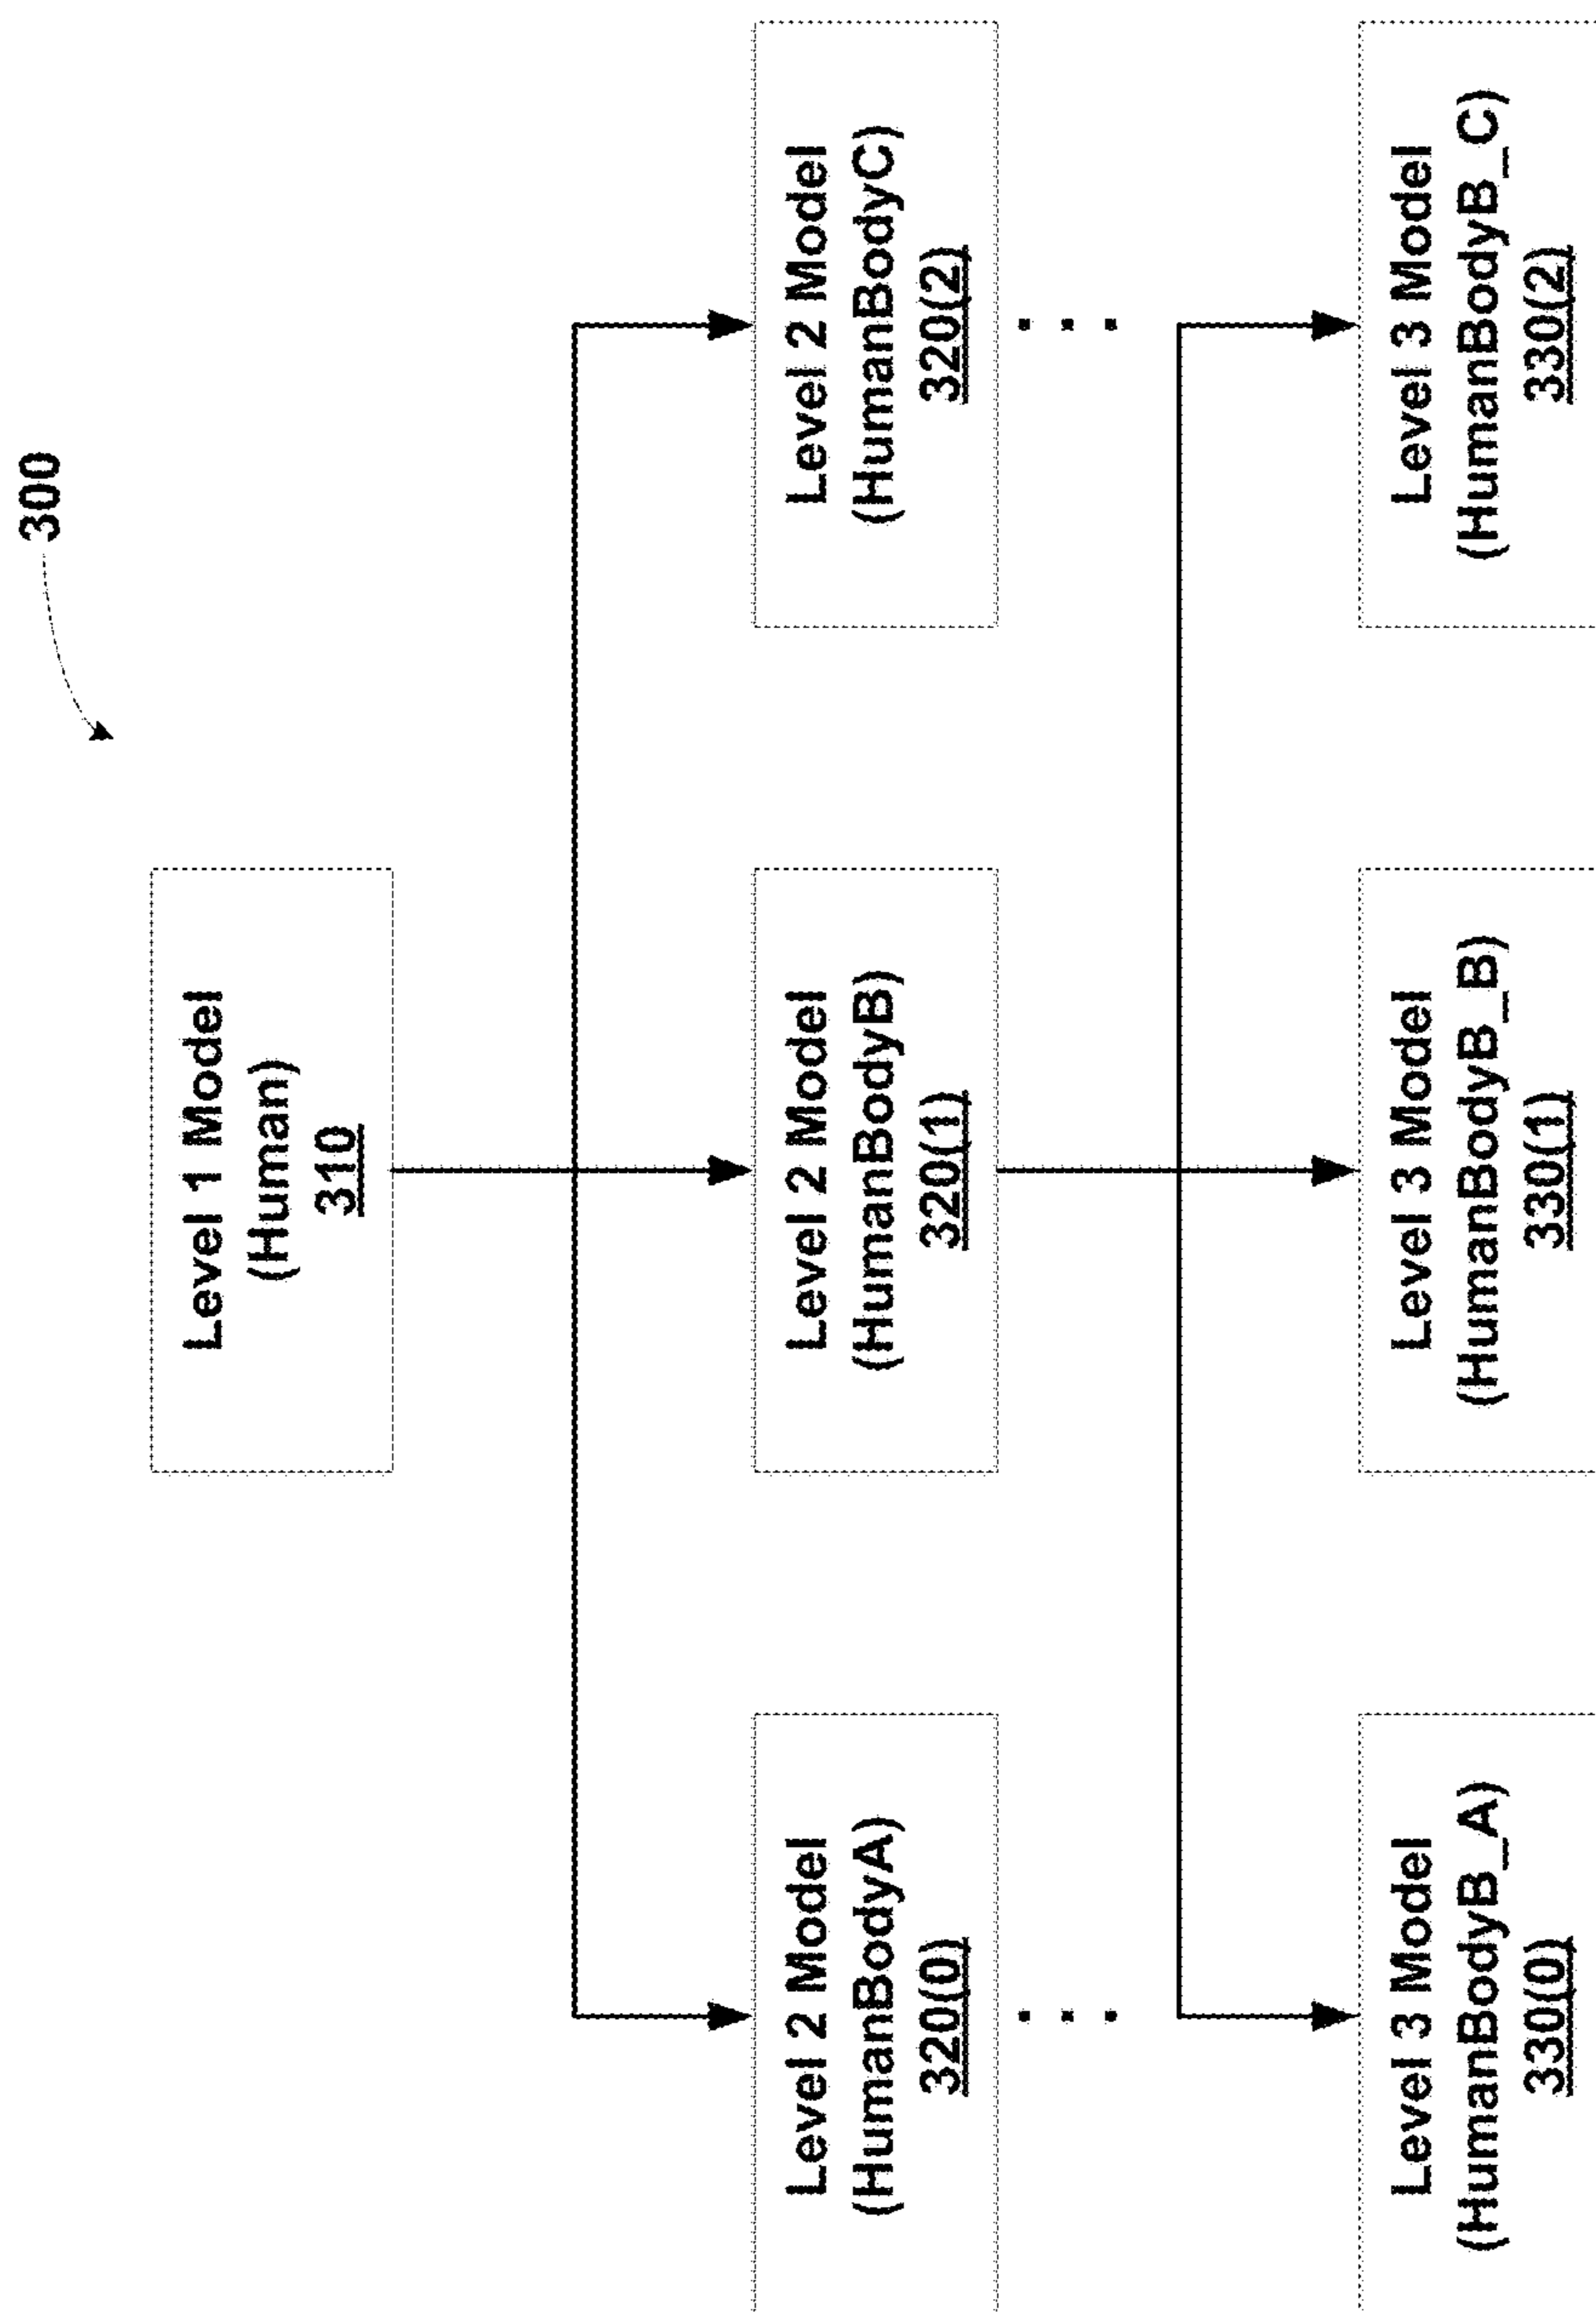 300
Level 1 Model
(Human)
310
Level 2 Model
(HumanBodyA)
320(0)
Level 2 Model
(HumanBodyB)
320(1)
Level 2 Model
(HumanBodyC)
320(2)
Level 3 Model
(HumanBodyB_A)
330(0)
Level 3 Model
(HumanBodyB_B)
330(1)
Level 3 Model
(HumanBodyB_C)
330(2)